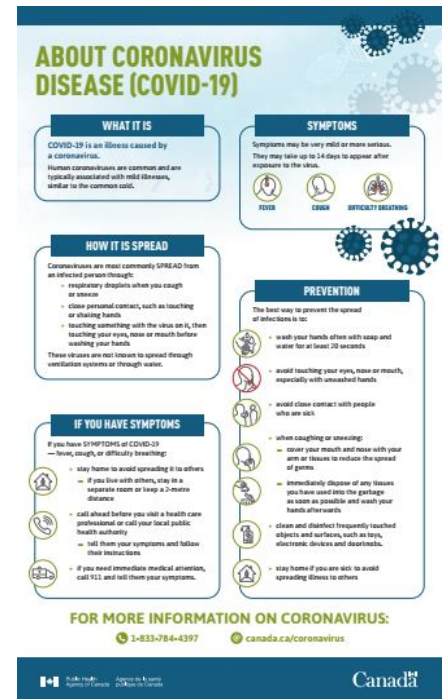 ABOUT CORONAVIRUS
DISEASE (COVID-19)
WHAT IT IS
COVID-19 is an illness caused by
a coronavirus.
Human coronaviruses are common and are
typically associated with mild illnesses,
similar to the common cold.
SYMPTOMS
Symptoms may be very mild or more serious.
They may take up to 14 days to appear after
exposure to the virus.
FEVER
COUGH
DIFFICULTY BREATHING
HOW IT IS SPREAD
Coronaviruses are most commonly SPREAD from
an infected person through:
respiratory droplets when you cough
or sneeze
close personal contact, such as touching
or shaking hands
touching something with the virus on it, then
touching your eyes, nose or mouth before
washing your hands
These viruses are not known to spread through
ventilation systems or through water.
PREVENTION
The best way to prevent the spread
of infections is to:
wash your hands often with soap and
water for at least 20 seconds
avoid touching your eyes, nose or mouth,
especially with unwashed hands
avoid close contact with people
who are sick
when coughing or sneezing:
– cover your mouth and nose with your
arm or tissues to reduce the spread
of germs
– immediately dispose of any tissues
you have used into the garbage
as soon as possible and wash your
hands afterwards
clean and disinfect frequently touched
objects and surfaces, such as toys,
electronic devices and doorknobs.
stay home if you are sick to avoid
spreading illness to others
IF YOU HAVE SYMPTOMS
If you have SYMPTOMS of COVID-19
— fever, cough, or difficulty breathing:
stay home to avoid spreading it to others
– if you live with others, stay in a
separate room or keep a 2-metre
distance
call ahead before you visit a health care
professional or call your local public
health authority
– tell them your symptoms and follow
their instructions
if you need immediate medical attention,
call 911 and tell them your symptoms.
FOR MORE INFORMATION ON CORONAVIRUS:
1-833-784-4397
@ canada.ca/coronavirus
Public Health Agence de la santé
Agency of Canada publique du Canada
Canada